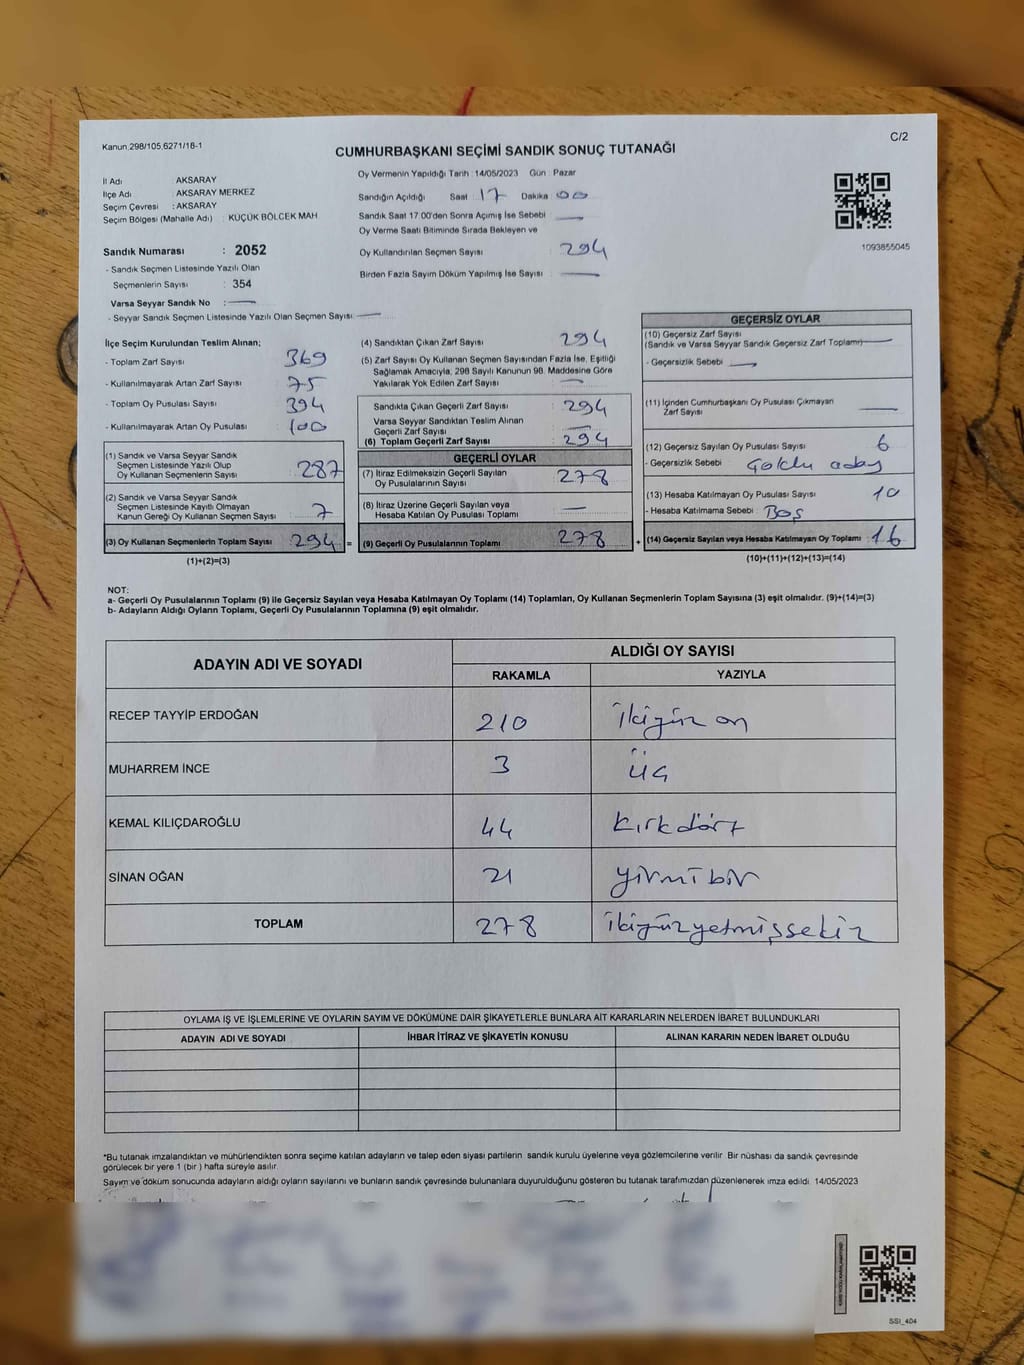 C/2
Kanun,298/105,6271/18-1
CUMHURBAŞKANI SEÇİMİ SANDIK SONUÇ TUTANAĞI
İl Adı AKSARAY
İlçe Adı : AKSARAY MERKEZ
Seçim Çevresi : AKSARAY
Seçim Bölgesi (Mahalle Adı) : KÜÇÜK BÖLCEK MAH
Sandık Numarası : 2052
- Sandık Seçmen Listesinde Yazılı Olan
Seçmenlerin Sayısı : 354
Varsa Seyyar Sandık No : —
- Seyyar Sandık Seçmen Listesinde Yazılı Olan Seçmen Sayısı : —
Oy Vermenin Yapıldığı Tarih : 14/05/2023 Gün : Pazar
Sandığın Açıldığı Saat : 17 Dakika : 00
Sandık Saat 17.00'den Sonra Açımış İse Sebebi : —
Oy Verme Saati Bitiminde Sırada Bekleyen ve
Oy Kullandırılan Seçmen Sayısı : 294
Birden Fazla Sayım Döküm Yapılmış İse Sayısı : —
1093855045
İlçe Seçim Kurulundan Teslim Alınan;
- Toplam Zarf Sayısı : 369
- Kullanılmayarak Artan Zarf Sayısı : 75
- Toplam Oy Pusulası Sayısı : 394
- Kullanılmayarak Artan Oy Pusulası : 100
(1) Sandık ve Varsa Seyyar Sandık
Seçmen Listesinde Yazılı Olup
Oy Kullanan Seçmenlerin Sayısı : 287
(2) Sandık ve Varsa Seyyar Sandık
Seçmen Listesinde Kayıtlı Olmayan
Kanun Gereği Oy Kullanan Seçmen Sayısı : 7
(3) Oy Kullanan Seçmenlerin Toplam Sayısı : 294 =
(1)+(2)=(3)
(4) Sandıktan Çıkan Zarf Sayısı : 294
(5) Zarf Sayısı Oy Kullanan Seçmen Sayısından Fazla İse, Eşitliği
Sağlamak Amacıyla, 298 Sayılı Kanunun 98. Maddesine Göre
Yakılarak Yok Edilen Zarf Sayısı : —
Sandıkta Çıkan Geçerli Zarf Sayısı : 294
Varsa Seyyar Sandıktan Teslim Alınan
Geçerli Zarf Sayısı : —
(6) Toplam Geçerli Zarf Sayısı : 294
GEÇERLİ OYLAR
(7) İtiraz Edilmeksizin Geçerli Sayılan
Oy Pusulalarının Sayısı : 278
(8) İtiraz Üzerine Geçerli Sayılan veya
Hesaba Katılan Oy Pusulası Toplamı : —
(9) Geçerli Oy Pusulalarının Toplamı : 278 +
GEÇERSİZ OYLAR
(10) Geçersiz Zarf Sayısı
(Sandık ve Varsa Seyyar Sandık Geçersiz Zarf Toplamı) —
- Geçersizlik Sebebi : —
(11) İçinden Cumhurbaşkanı Oy Pusulası Çıkmayan
Zarf Sayısı —
(12) Geçersiz Sayılan Oy Pusulası Sayısı : 6
- Geçersizlik Sebebi : Çoklu aday
(13) Hesaba Katılmayan Oy Pusulası Sayısı : 10
- Hesaba Katılmama Sebebi : Boş
(14) Geçersiz Sayılan veya Hesaba Katılmayan Oy Toplamı : 16
(10)+(11)+(12)+(13)=(14)
NOT:
a- Geçerli Oy Pusulalarının Toplamı (9) ile Geçersiz Sayılan veya Hesaba Katılmayan Oy Toplamı (14) Toplamları, Oy Kullanan Seçmenlerin Toplam Sayısına (3) eşit olmalıdır. (9)+(14)=(3)
b- Adayların Aldığı Oyların Toplamı, Geçerli Oy Pusulalarının Toplamına (9) eşit olmalıdır.
ADAYIN ADI VE SOYADI ALDIĞI OY SAYISI
RAKAMLA YAZIYLA
RECEP TAYYİP ERDOĞAN 210 ikiyüz on
MUHARREM İNCE 3 üç
KEMAL KILIÇDAROĞLU 44 kırkdört
SİNAN OĞAN 21 yirmibir
TOPLAM 278 ikiyüzyetmişsekiz
OYLAMA İŞ VE İŞLEMLERİNE VE OYLARIN SAYIM VE DÖKÜMÜNE DAİR ŞİKAYETLERLE BUNLARA AİT KARARLARIN NELERDEN İBARET BULUNDUKLARI
ADAYIN ADI VE SOYADI İHBAR İTİRAZ VE ŞİKAYETİN KONUSU ALINAN KARARIN NEDEN İBARET OLDUĞU
*Bu tutanak imzalandıktan ve mühürlendikten sonra seçime katılan adayların ve talep eden siyasi partilerin sandık kurulu üyelerine veya gözlemcilerine verilir. Bir nüshası da sandık çevresinde
görülecek bir yere 1 (bir) hafta süreyle asılır.
Sayım ve döküm sonucunda adayların aldığı oyların sayılarını ve bunların sandık çevresinde bulunanlara duyurulduğunu gösteren bu tutanak tarafımızdan düzenlenerek imza edildi. 14/05/2023
SSI_404